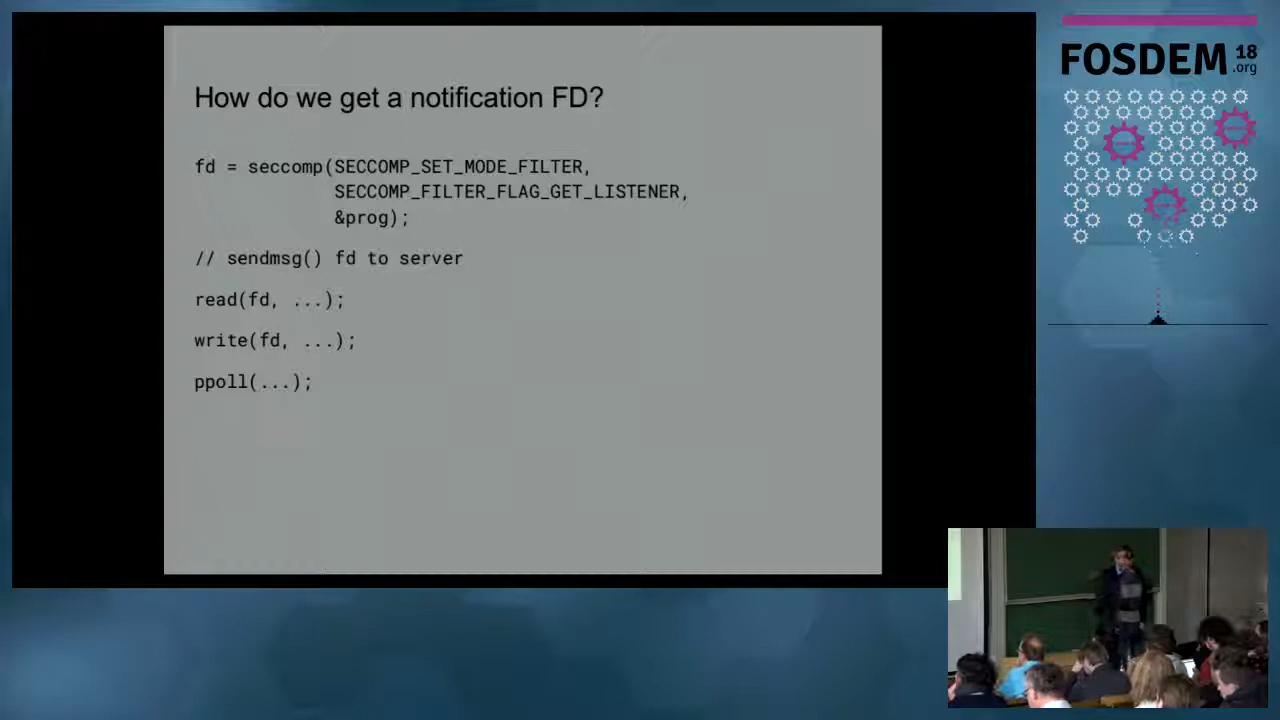 How do we get a notification FD?
fd = seccomp(SECCOMP_SET_MODE_FILTER,
SECCOMP_FILTER_FLAG_GET_LISTENER,
&prog);
// sendmsg() fd to server
read(fd, ...);
write(fd, ...);
ppoll(...);
FOSDEM 18
.org